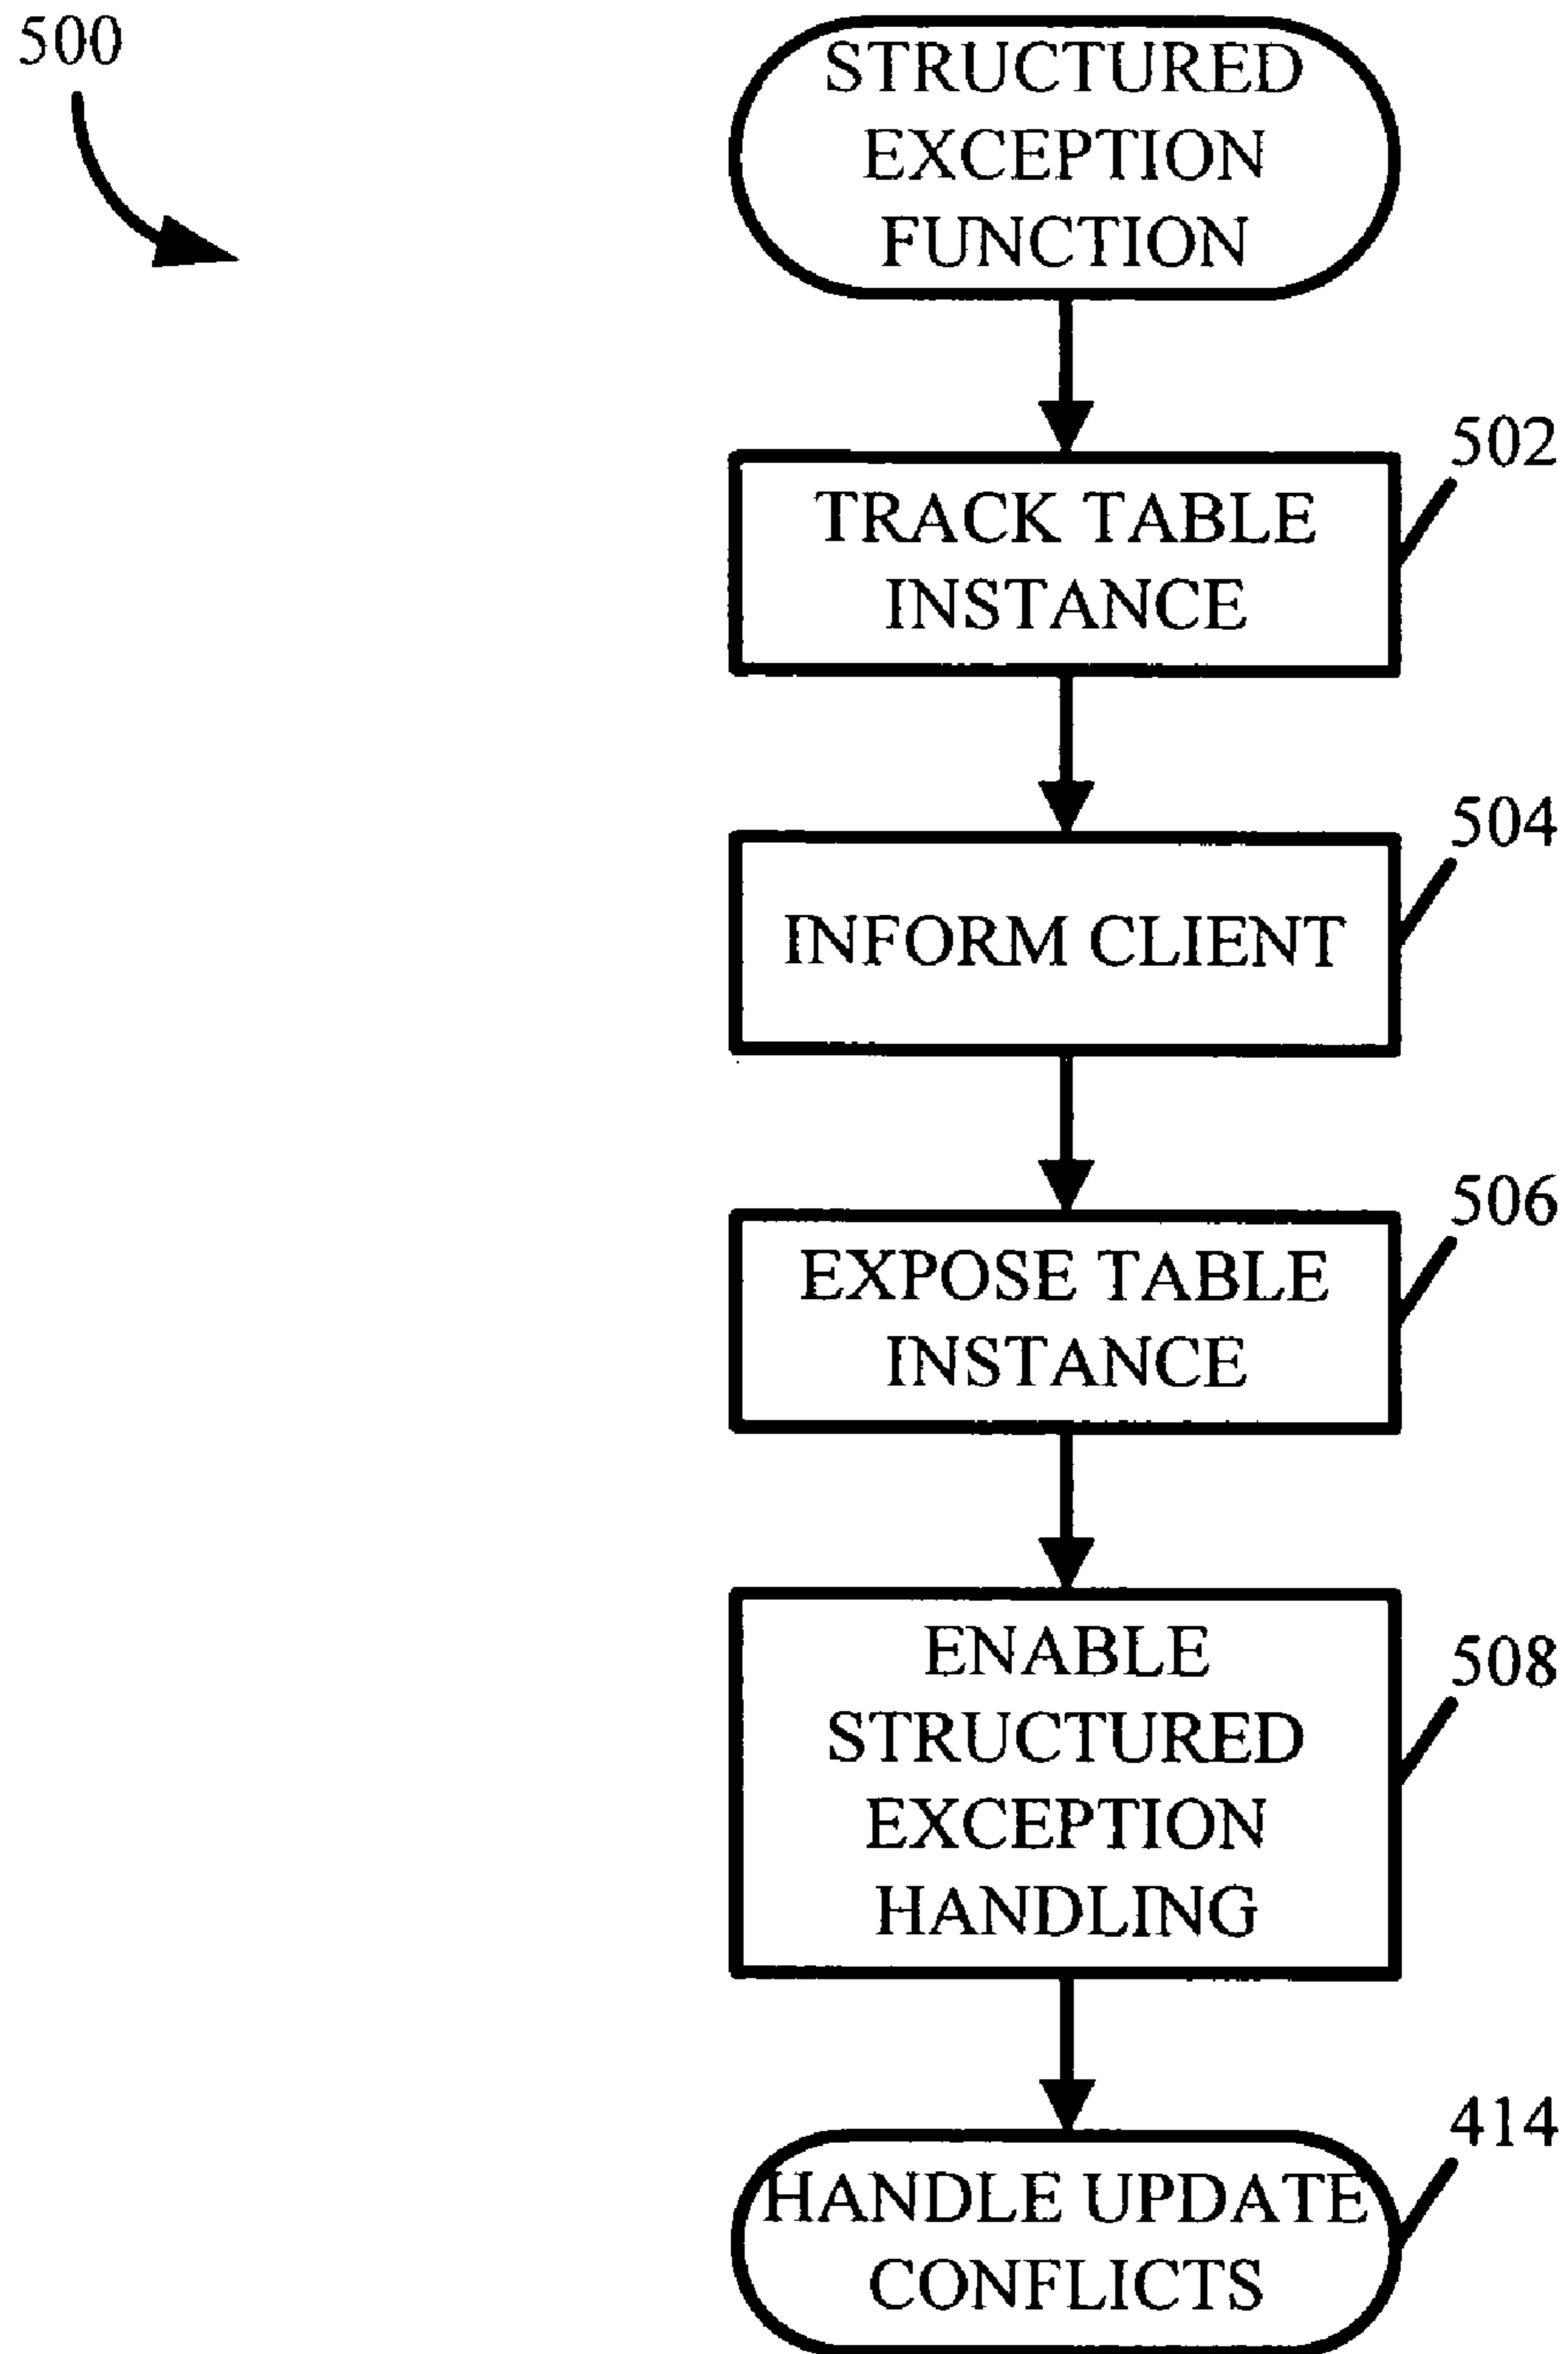 500
STRUCTURED
EXCEPTION
FUNCTION
502
TRACK TABLE
INSTANCE
504
INFORM CLIENT
506
EXPOSE TABLE
INSTANCE
508
ENABLE
STRUCTURED
EXCEPTION
HANDLING
414
HANDLE UPDATE
CONFLICTS